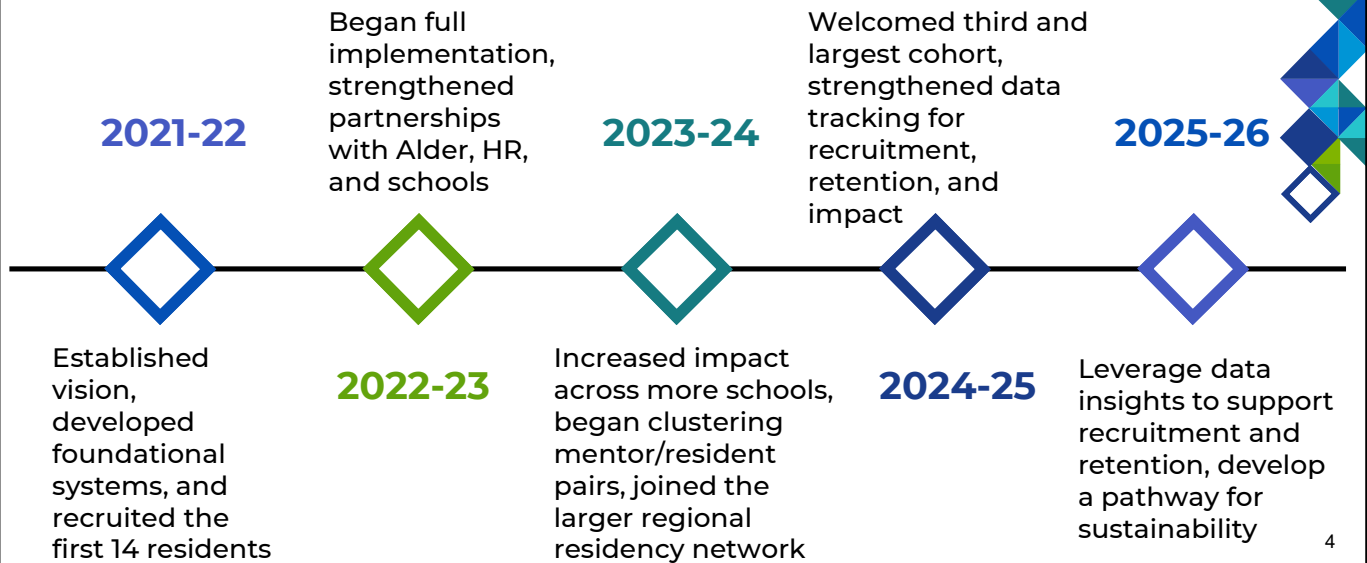 2021-22
Established
vision,
developed
foundational
systems, and
recruited the
first 14 residents
Began full
implementation,
strengthened
partnerships
with Alder, HR,
and schools
2022-23
2023-24
Increased impact
across more schools,
began clustering
mentor/resident
pairs, joined the
larger regional
residency network
Welcomed third and
largest cohort,
strengthened data
tracking for
recruitment,
retention, and
impact
2024-25
2025-26
Leverage data
insights to support
recruitment and
retention, develop
a pathway for
sustainability
4